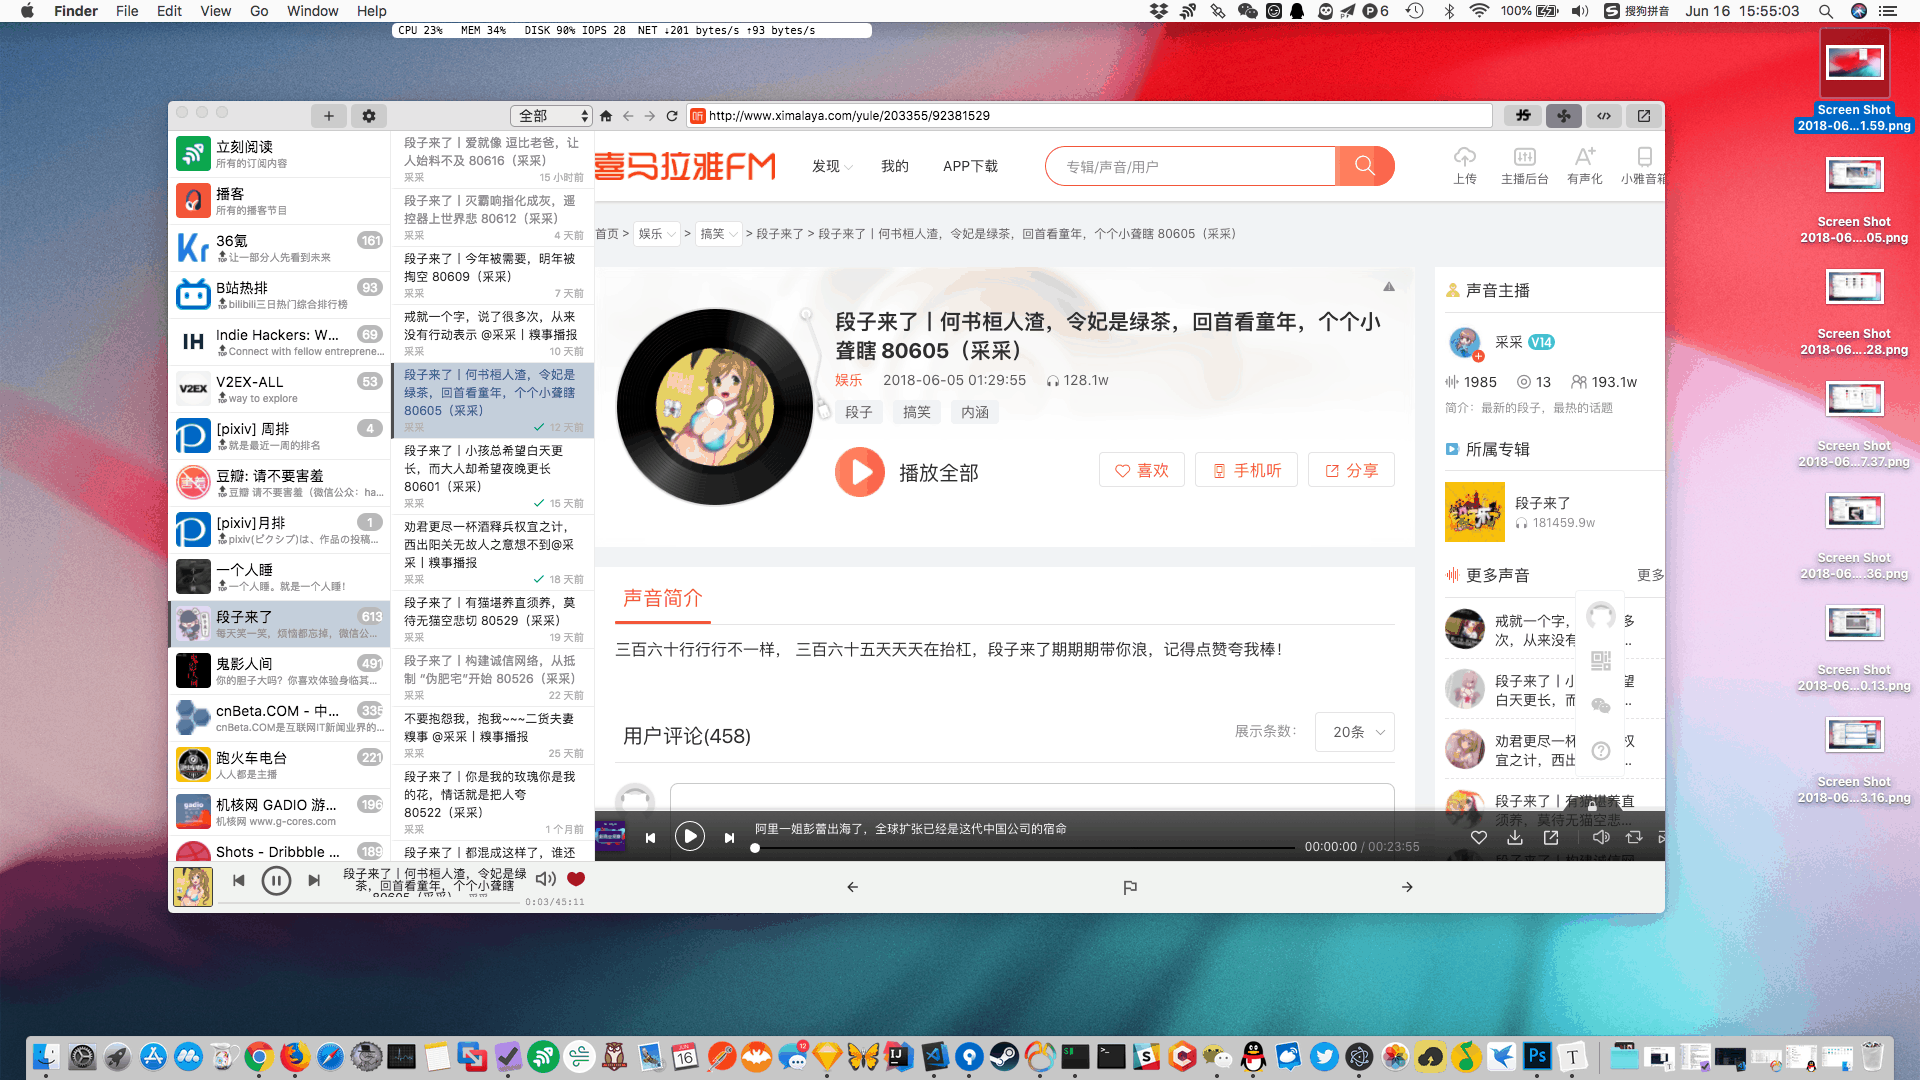 Finder File Edit View Go Window Help
6 100% 搜狗拼音 Jun 16 15:55:03
CPU 23% MEM 34% DISK 90% IOPS 28 NET ↓201 bytes/s ↑93 bytes/s
全部
http://www.ximalaya.com/yule/203355/92381529
立刻阅读
所有的订阅内容
播客
所有的播客节目
36氪 161
让一部分人先看到未来
B站热排 93
bilibili三日热门综合排行榜
Indie Hackers: W... 69
Connect with fellow entreprene...
V2EX-ALL 53
way to explore
[pixiv] 周排 4
就是最近一周的排名
豆瓣: 请不要害羞
豆瓣 请不要害羞（微信公众：ha...
[pixiv]月排 1
pixiv(ピクシブ)は、作品の投稿...
一个人睡
一个人睡。就是一个人睡！
段子来了 613
每天笑一笑，烦恼都忘掉，微信公...
鬼影人间 491
你的胆子大吗？你喜欢体验身临其...
cnBeta.COM - 中... 335
cnBeta.COM是互联网IT新闻业界的...
跑火车电台 221
人人都是主播
机核网 GADIO 游... 196
机核网 www.g-cores.com
Shots - Dribbble ... 189
段子来了丨爱就像 逗比老爸，让
人始料不及 80616（采采）
采采 15 小时前
段子来了丨灭霸响指化成灰，遥
控器上世界悲 80612（采采）
采采 4 天前
段子来了丨今年被需要，明年被
掏空 80609（采采）
采采 7 天前
戒就一个字，说了很多次，从来
没有行动表示 @采采丨糗事播报
采采 10 天前
段子来了丨何书桓人渣，令妃是
绿茶，回首看童年，个个小聋瞎
80605（采采）
采采 12 天前
段子来了丨小孩总希望白天更
长，而大人却希望夜晚更长
80601（采采）
采采 15 天前
劝君更尽一杯酒释兵权宜之计，
西出阳关无故人之意想不到@采
采丨糗事播报
采采 18 天前
段子来了丨有猫堪养直须养，莫
待无猫空悲切 80529（采采）
采采 19 天前
段子来了丨构建诚信网络，从抵
制 “伪肥宅”开始 80526（采采）
采采 22 天前
不要抱怨我，抱我~~~二货夫妻
糗事 @采采丨糗事播报
采采 25 天前
段子来了丨你是我的玫瑰你是我
的花，情话就是把人夸
80522（采采）
采采 1 个月前
段子来了丨都混成这样了，谁还
段子来了丨何书桓人渣，令妃是绿
茶，回首看童年，个个小聋瞎
80605（采采） 采采
0:03/45:11
喜马拉雅FM
发现 我的 APP下载
专辑/声音/用户
上传 主播后台 有声化 小雅音箱
首页 > 娱乐 > 搞笑 > 段子来了 > 段子来了丨何书桓人渣，令妃是绿茶，回首看童年，个个小聋瞎 80605（采采）
段子来了丨何书桓人渣，令妃是绿茶，回首看童年，个个小
聋瞎 80605（采采）
娱乐 2018-06-05 01:29:55 128.1w
段子 搞笑 内涵
播放全部
喜欢 手机听 分享
声音简介
三百六十行行行不一样， 三百六十五天天天在抬杠，段子来了期期期带你浪，记得点赞夸我棒！
用户评论(458)
展示条数： 20条
声音主播
采采 V14
1985 13 193.1w
简介：最新的段子，最热的话题
所属专辑
段子来了
181459.9w
更多声音 更多
戒就一个字， 多
次，从来没有 ...
段子来了丨小 望
白天更长，而 ...
劝君更尽一杯 权
宜之计，西出 ...
段子来了丨有猫堪养直
须养，莫待无猫空悲...
阿里一姐彭蕾出海了，全球扩张已经是这代中国公司的宿命
00:00:00 / 00:23:55
Screen Shot
2018-06...1.59.png
Screen Shot
2018-06....05.png
Screen Shot
2018-06....28.png
Screen Shot
2018-06...7.37.png
Screen Shot
2018-06....36.png
Screen Shot
2018-06...0.13.png
Screen Shot
2018-06...3.16.png
16
12
IJ
Ps
T